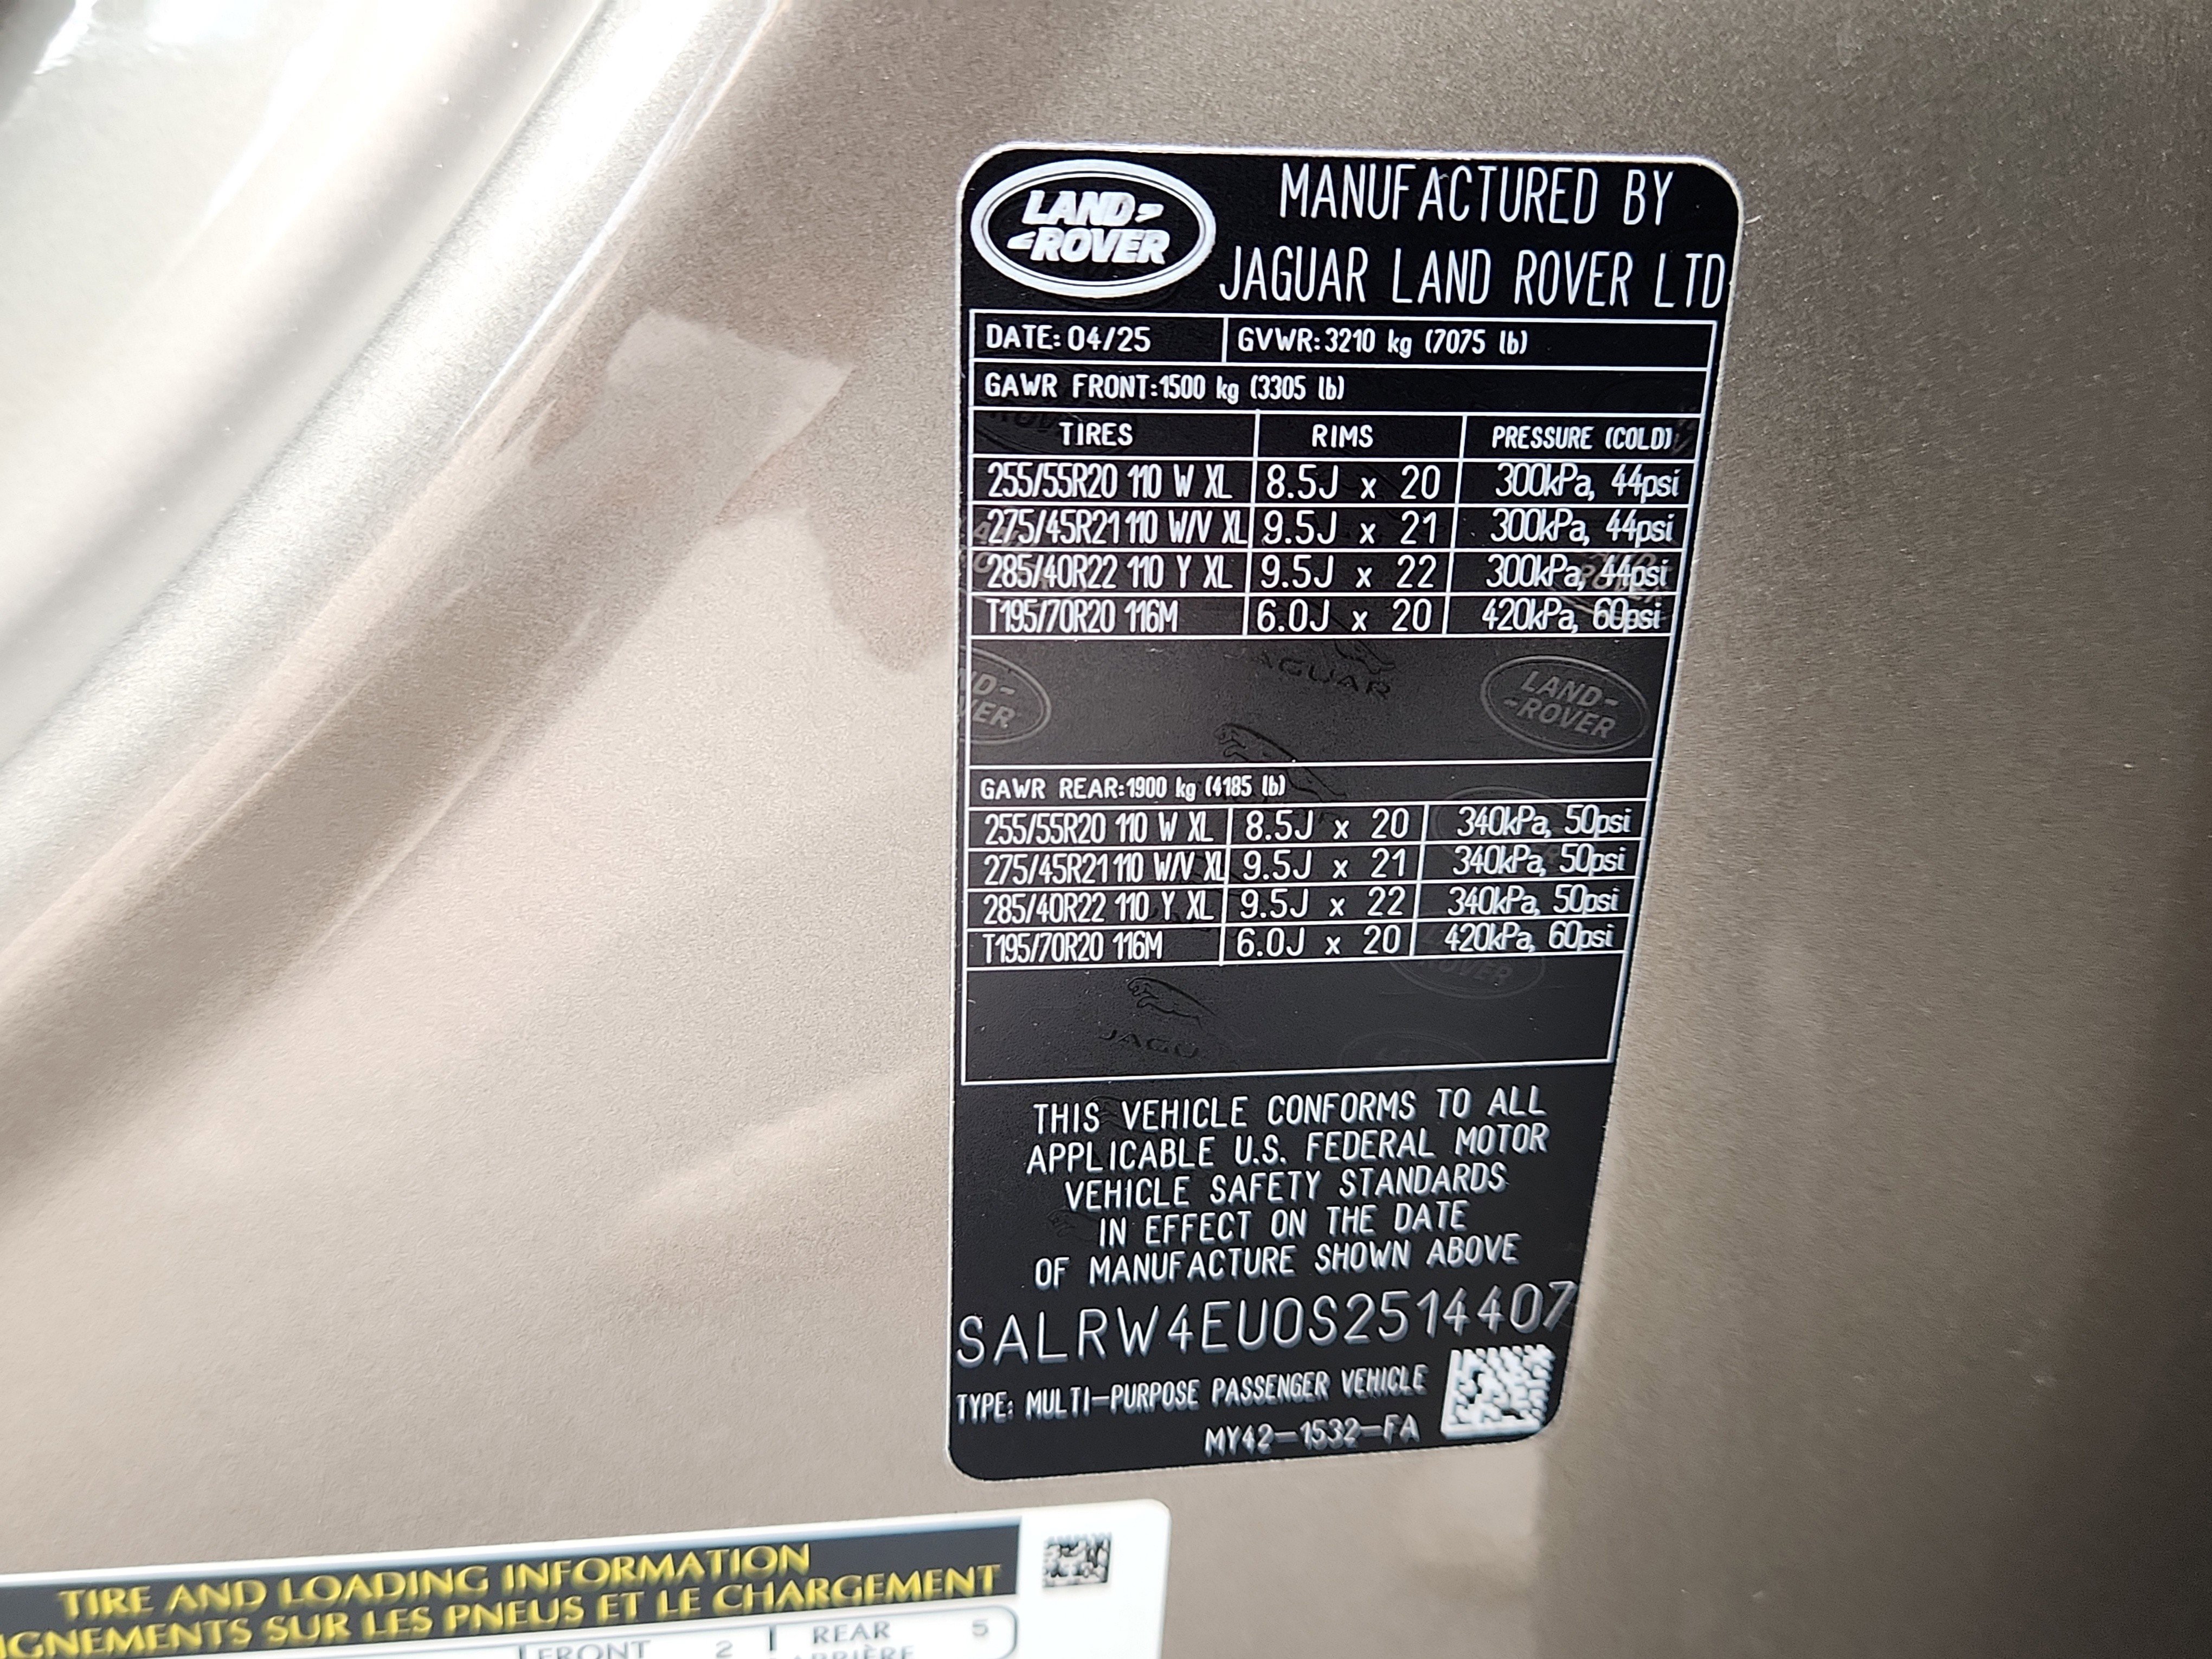 LAND-
-ROVER
MANUFACTURED BY
JAGUAR LAND ROVER LTD
DATE: 04/25 GVWR: 3210 kg (7075 lb)
GAWR FRONT: 1500 kg (3305 lb)
TIRES RIMS PRESSURE (COLD)
255/55R20 110 W XL 8.5J x 20 300kPa, 44psi
275/45R21 110 W/V XL 9.5J x 21 300kPa, 44psi
285/40R22 110 Y XL 9.5J x 22 300kPa, 44psi
T195/70R20 116M 6.0J x 20 420kPa, 60psi
JAGUAR
LAND-
-ROVER
GAWR REAR: 1900 kg (4185 lb)
255/55R20 110 W XL 8.5J x 20 340kPa, 50psi
275/45R21 110 W/V XL 9.5J x 21 340kPa, 50psi
285/40R22 110 Y XL 9.5J x 22 340kPa, 50psi
T195/70R20 116M 6.0J x 20 420kPa, 60psi
THIS VEHICLE CONFORMS TO ALL
APPLICABLE U.S. FEDERAL MOTOR
VEHICLE SAFETY STANDARDS
IN EFFECT ON THE DATE
OF MANUFACTURE SHOWN ABOVE
SALRW4EU0S2514407
TYPE: MULTI-PURPOSE PASSENGER VEHICLE
MY42-1532-FA
TIRE AND LOADING INFORMATION
IGNEMENTS SUR LES PNEUS ET LE CHARGEMENT
FRONT 2 REAR 5